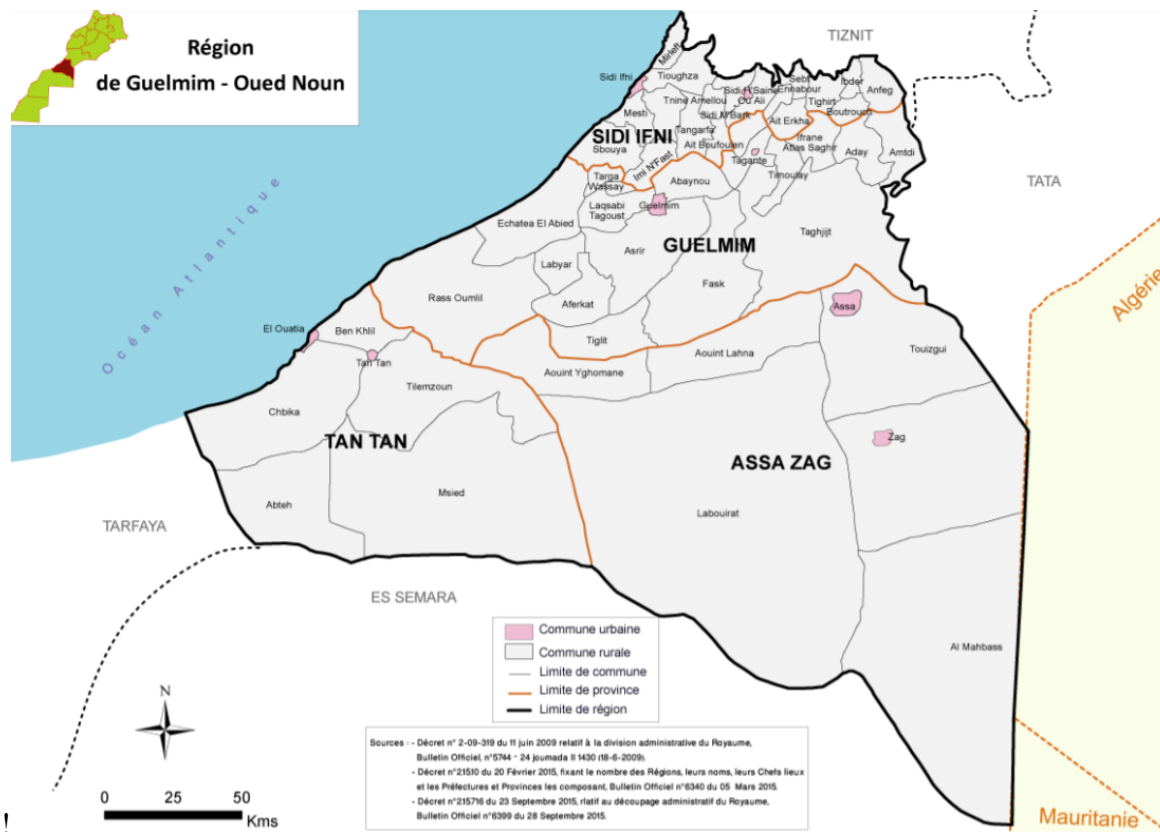 Région
de Guelmim - Oued Noun
TIZNIT
Mirleft
Sidi Ifni
Tioughza
Sidi H'Saine
Ou Ali
Sebt
Ennabour
Ibder
Anfeg
Tnine Amellou
Tighirt
Mesti
Sidi M'Bark
Boutrouch
Ait Erkha
SIDI IFNI
Tangarfa
Ifrane
Atlas Saghir
Sbouya
Ait Boufoulen
Aday
Amtdi
Imi N'Fast
Tagante
Targa
Wassay
Abaynou
Timoulay
TATA
Laqsabi
Tagoust
Guelmim
Echatea El Abied
Taghjijt
Asrir
GUELMIM
Océan Atlantique
Labyar
Fask
Algérie
Rass Oumlil
Aferkat
Assa
El Ouatia
Ben Khlil
Tiglit
Aouint Lahna
Touizgui
Tan Tan
Aouint Yghomane
Tilemzoun
Chbika
TAN TAN
Zag
ASSA ZAG
Abteh
Msied
Labouirat
TARFAYA
ES SEMARA
Al Mahbass
Commune urbaine
Commune rurale
Limite de commune
Limite de province
Limite de région
N
Sources : - Décret n° 2-09-319 du 11 juin 2009 relatif à la division administrative du Royaume,
Bulletin Officiel, n°5744 - 24 joumada II 1430 (18-6-2009).
- Décret n°21510 du 20 Février 2015, fixant le nombre des Régions, leurs noms, leurs Chefs lieux
et les Préfectures et Provinces les composant, Bulletin Officiel n°6340 du 05 Mars 2015.
- Décret n°215716 du 23 Septembre 2015, rlatif au découpage administratif du Royaume,
Bulletin Officiel n°6399 du 28 Septembre 2015.
0 25 50
Kms
Mauritanie